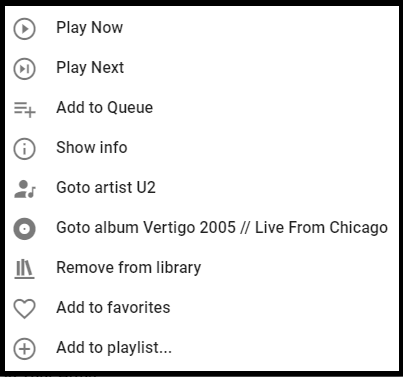 Play Now
Play Next
Add to Queue
Show info
Goto artist U2
Goto album Vertigo 2005 // Live From Chicago
Remove from library
Add to favorites
Add to playlist...